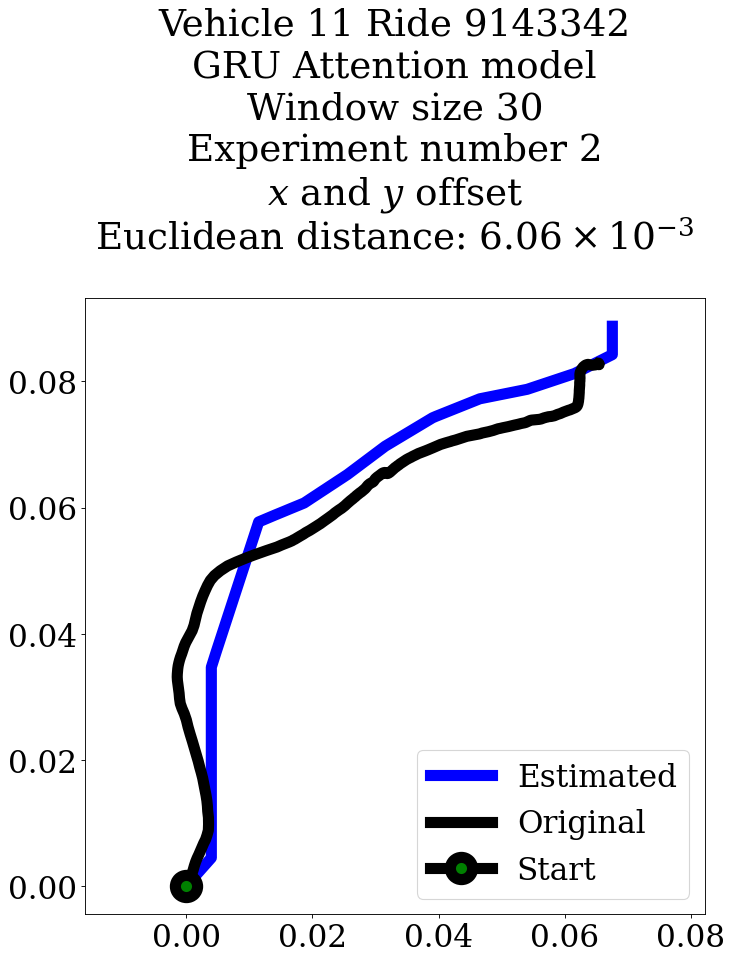 Vehicle 11 Ride 9143342
GRU Attention model
Window size 30
Experiment number 2
x and y offset
Euclidean distance: 6.06 × 10⁻³
0.08
0.06
0.04
0.02
0.00
Estimated
Original
Start
0.00 0.02 0.04 0.06 0.08